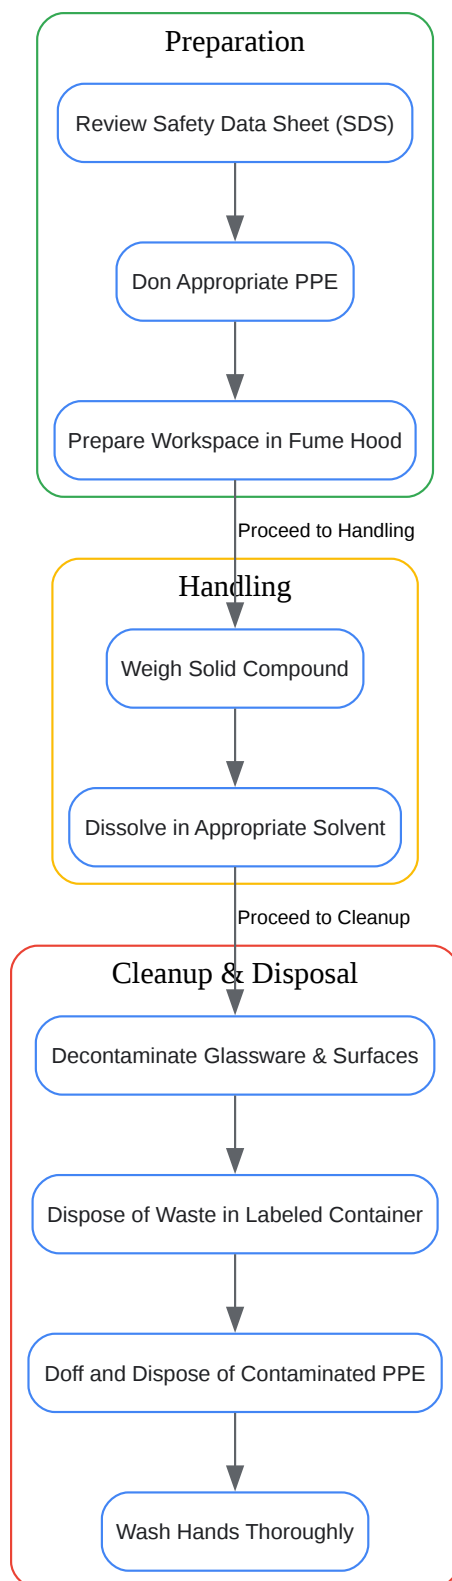 Preparation
Review Safety Data Sheet (SDS)
Don Appropriate PPE
Prepare Workspace in Fume Hood
Proceed to Handling
Handling
Weigh Solid Compound
Dissolve in Appropriate Solvent
Proceed to Cleanup
Cleanup & Disposal
Decontaminate Glassware & Surfaces
Dispose of Waste in Labeled Container
Doff and Dispose of Contaminated PPE
Wash Hands Thoroughly